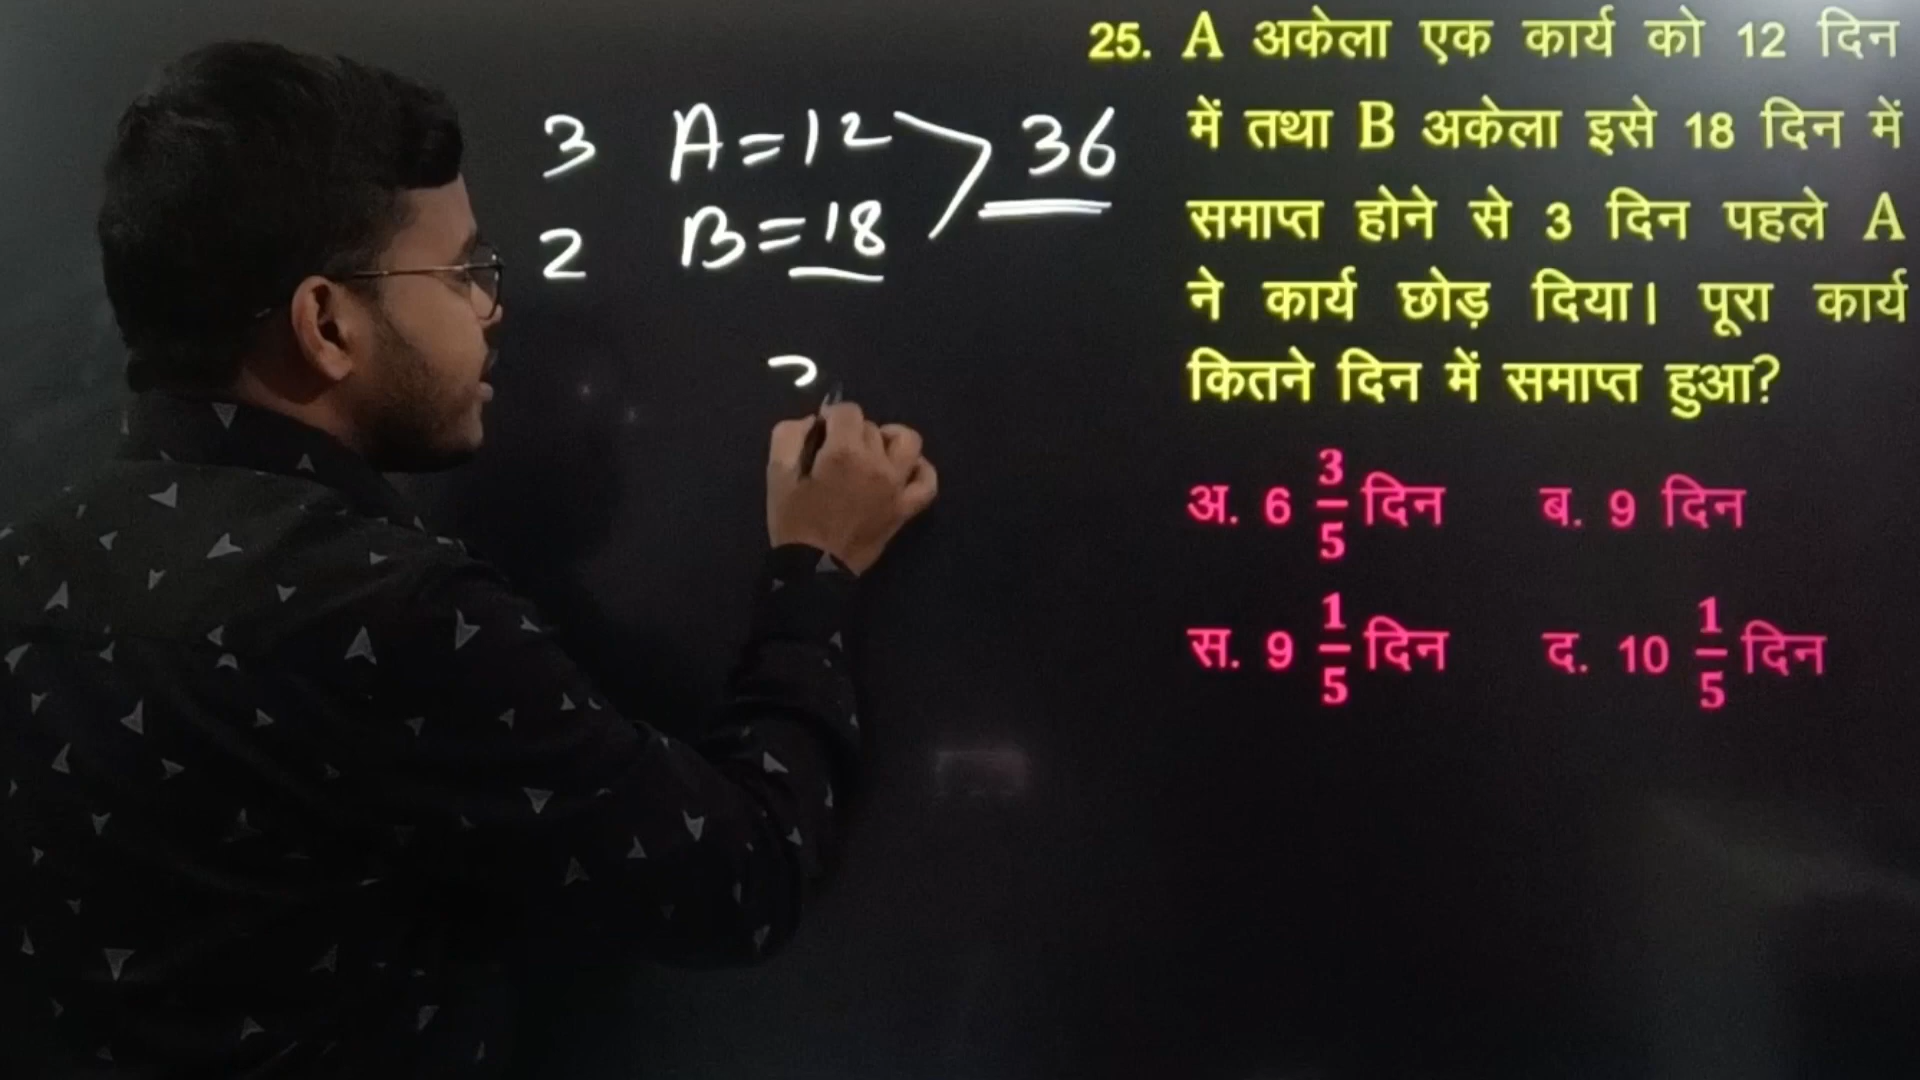 25. A अकेला एक कार्य को 12 दिन
में तथा B अकेला इसे 18 दिन में
समाप्त होने से 3 दिन पहले A
ने कार्य छोड़ दिया। पूरा कार्य
कितने दिन में समाप्त हुआ?
अ. 6 3/5 दिन ब. 9 दिन
स. 9 1/5 दिन द. 10 1/5 दिन
3 A=12 36
2 B=18